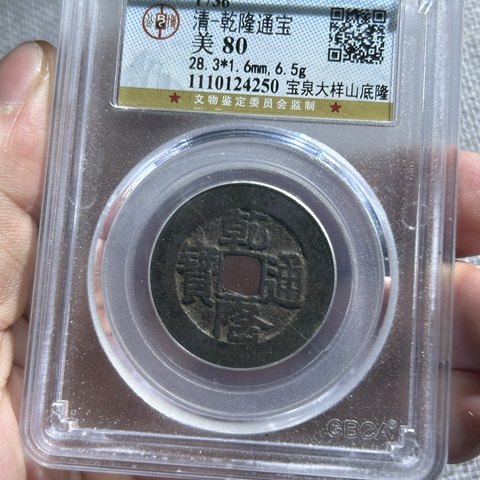 1736
清-乾隆通宝
美 80
28.3*1.6mm,6.5g
1110124250 宝泉大样山底隆
★ 文物鉴定委员会监制 ★
乾隆通寶
GBCA